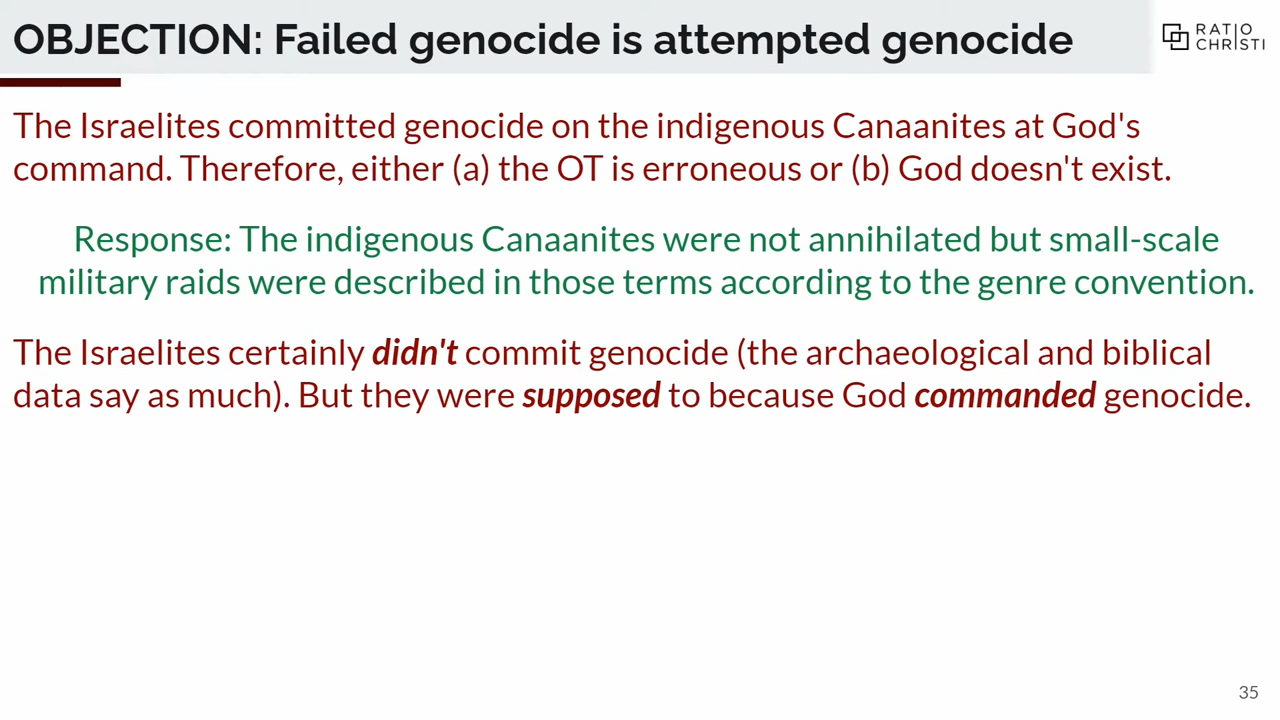 OBJECTION: Failed genocide is attempted genocide
RATIO
CHRISTI
The Israelites committed genocide on the indigenous Canaanites at God's
command. Therefore, either (a) the OT is erroneous or (b) God doesn't exist.
Response: The indigenous Canaanites were not annihilated but small-scale
military raids were described in those terms according to the genre convention.
The Israelites certainly didn't commit genocide (the archaeological and biblical
data say as much). But they were supposed to because God commanded genocide.
35